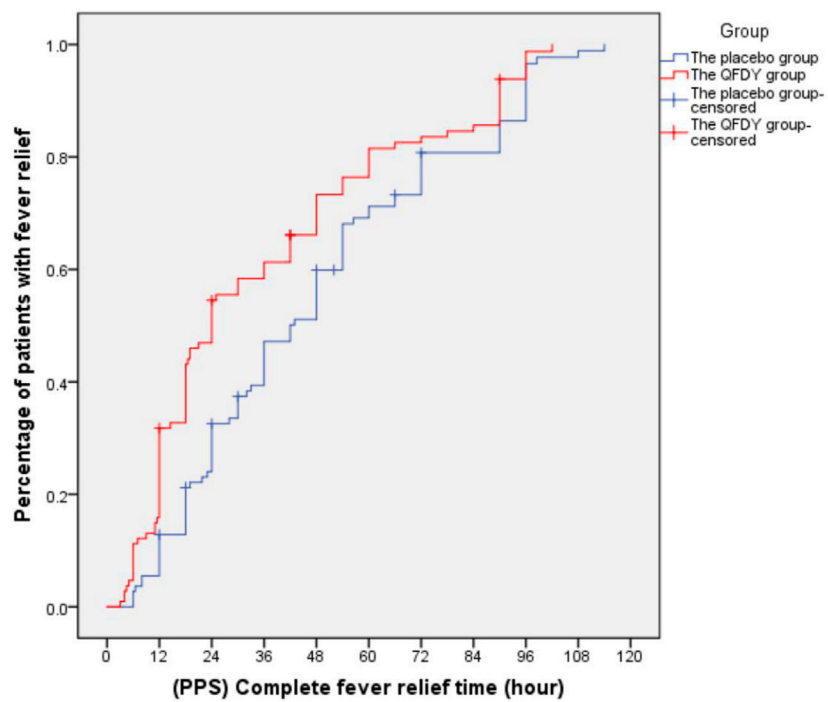 Group
The placebo group
The QFDY group
The placebo group-
censored
The QFDY group-
censored
Percentage of patients with fever relief
1.0
0.8
0.6
0.4
0.2
0.0
0 12 24 36 48 60 72 84 96 108 120
(PPS) Complete fever relief time (hour)